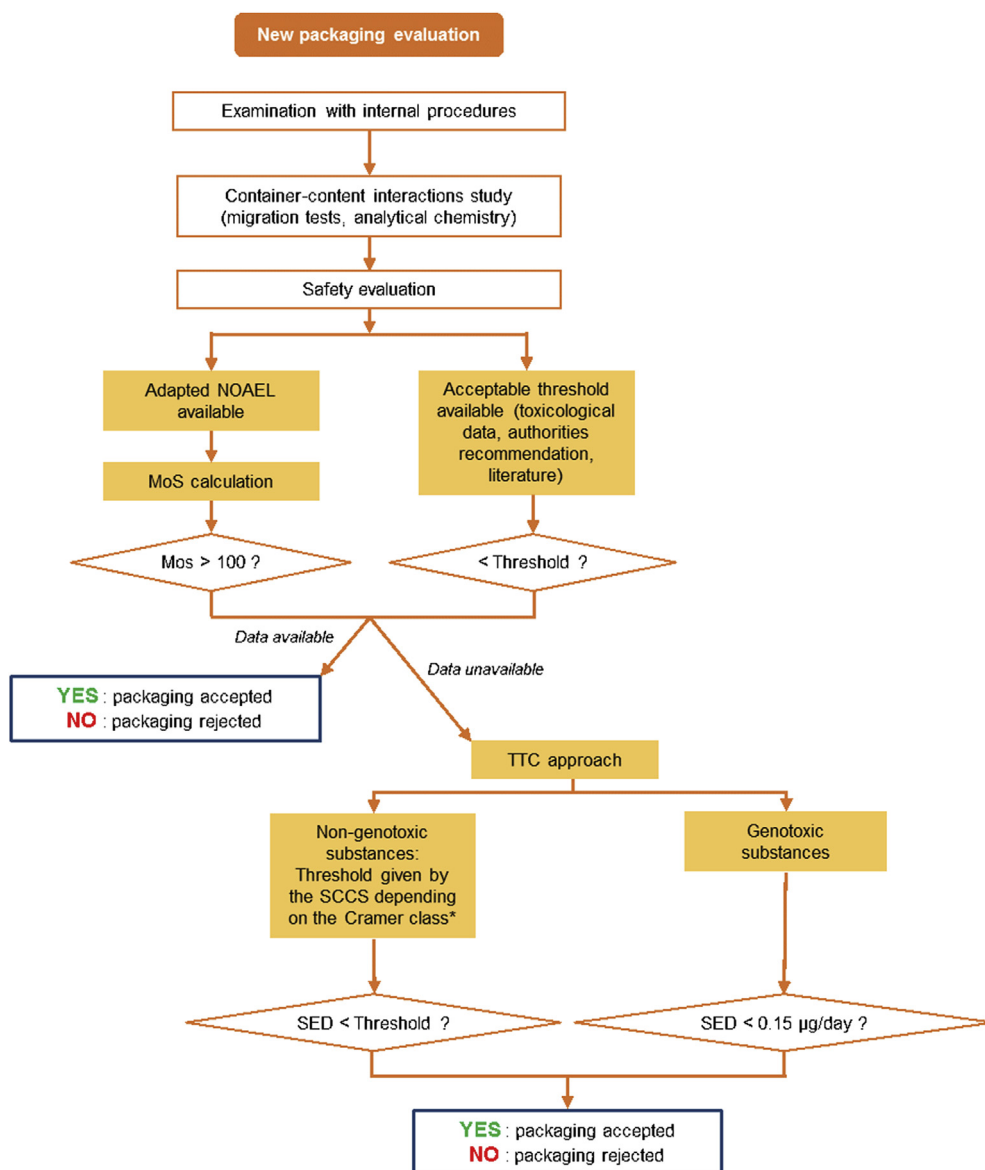 New packaging evaluation
Examination with internal procedures
Container-content interactions study
(migration tests, analytical chemistry)
Safety evaluation
Adapted NOAEL
available
Acceptable threshold
available (toxicological
data, authorities
recommendation,
literature)
MoS calculation
Mos > 100 ?
< Threshold ?
Data available
Data unavailable
YES : packaging accepted
NO : packaging rejected
TTC approach
Non-genotoxic
substances:
Threshold given by
the SCCS depending
on the Cramer class*
Genotoxic
substances
SED < Threshold ?
SED < 0.15 µg/day ?
YES : packaging accepted
NO : packaging rejected